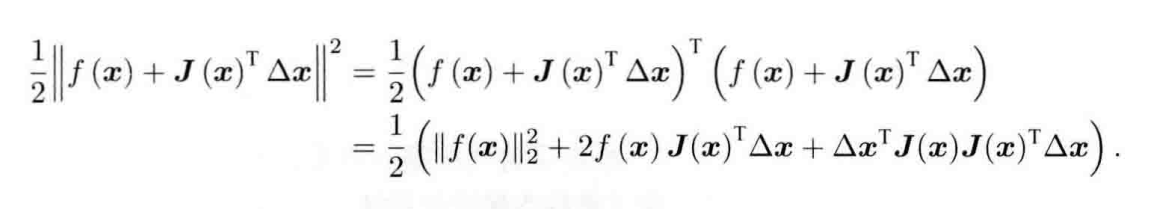 \frac{1}{2}\left\| f(\boldsymbol{x}) + \boldsymbol{J}(\boldsymbol{x})^{\mathrm{T}} \Delta \boldsymbol{x} \right\|^{2} = \frac{1}{2}\left( f(\boldsymbol{x}) + \boldsymbol{J}(\boldsymbol{x})^{\mathrm{T}} \Delta \boldsymbol{x} \right)^{\mathrm{T}} \left( f(\boldsymbol{x}) + \boldsymbol{J}(\boldsymbol{x})^{\mathrm{T}} \Delta \boldsymbol{x} \right)
= \frac{1}{2}\left( \| f(\boldsymbol{x}) \|_{2}^{2} + 2 f(\boldsymbol{x}) \boldsymbol{J}(\boldsymbol{x})^{\mathrm{T}} \Delta \boldsymbol{x} + \Delta \boldsymbol{x}^{\mathrm{T}} \boldsymbol{J}(\boldsymbol{x}) \boldsymbol{J}(\boldsymbol{x})^{\mathrm{T}} \Delta \boldsymbol{x} \right).